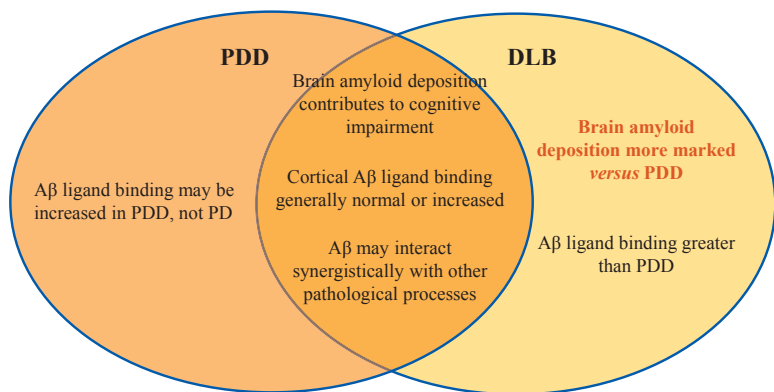 PDD
DLB
Brain amyloid deposition
contributes to cognitive
impairment
Cortical Aβ ligand binding
generally normal or increased
Aβ may interact
synergistically with other
pathological processes
Aβ ligand binding may be
increased in PDD, not PD
Brain amyloid
deposition more marked
versus PDD
Aβ ligand binding greater
than PDD